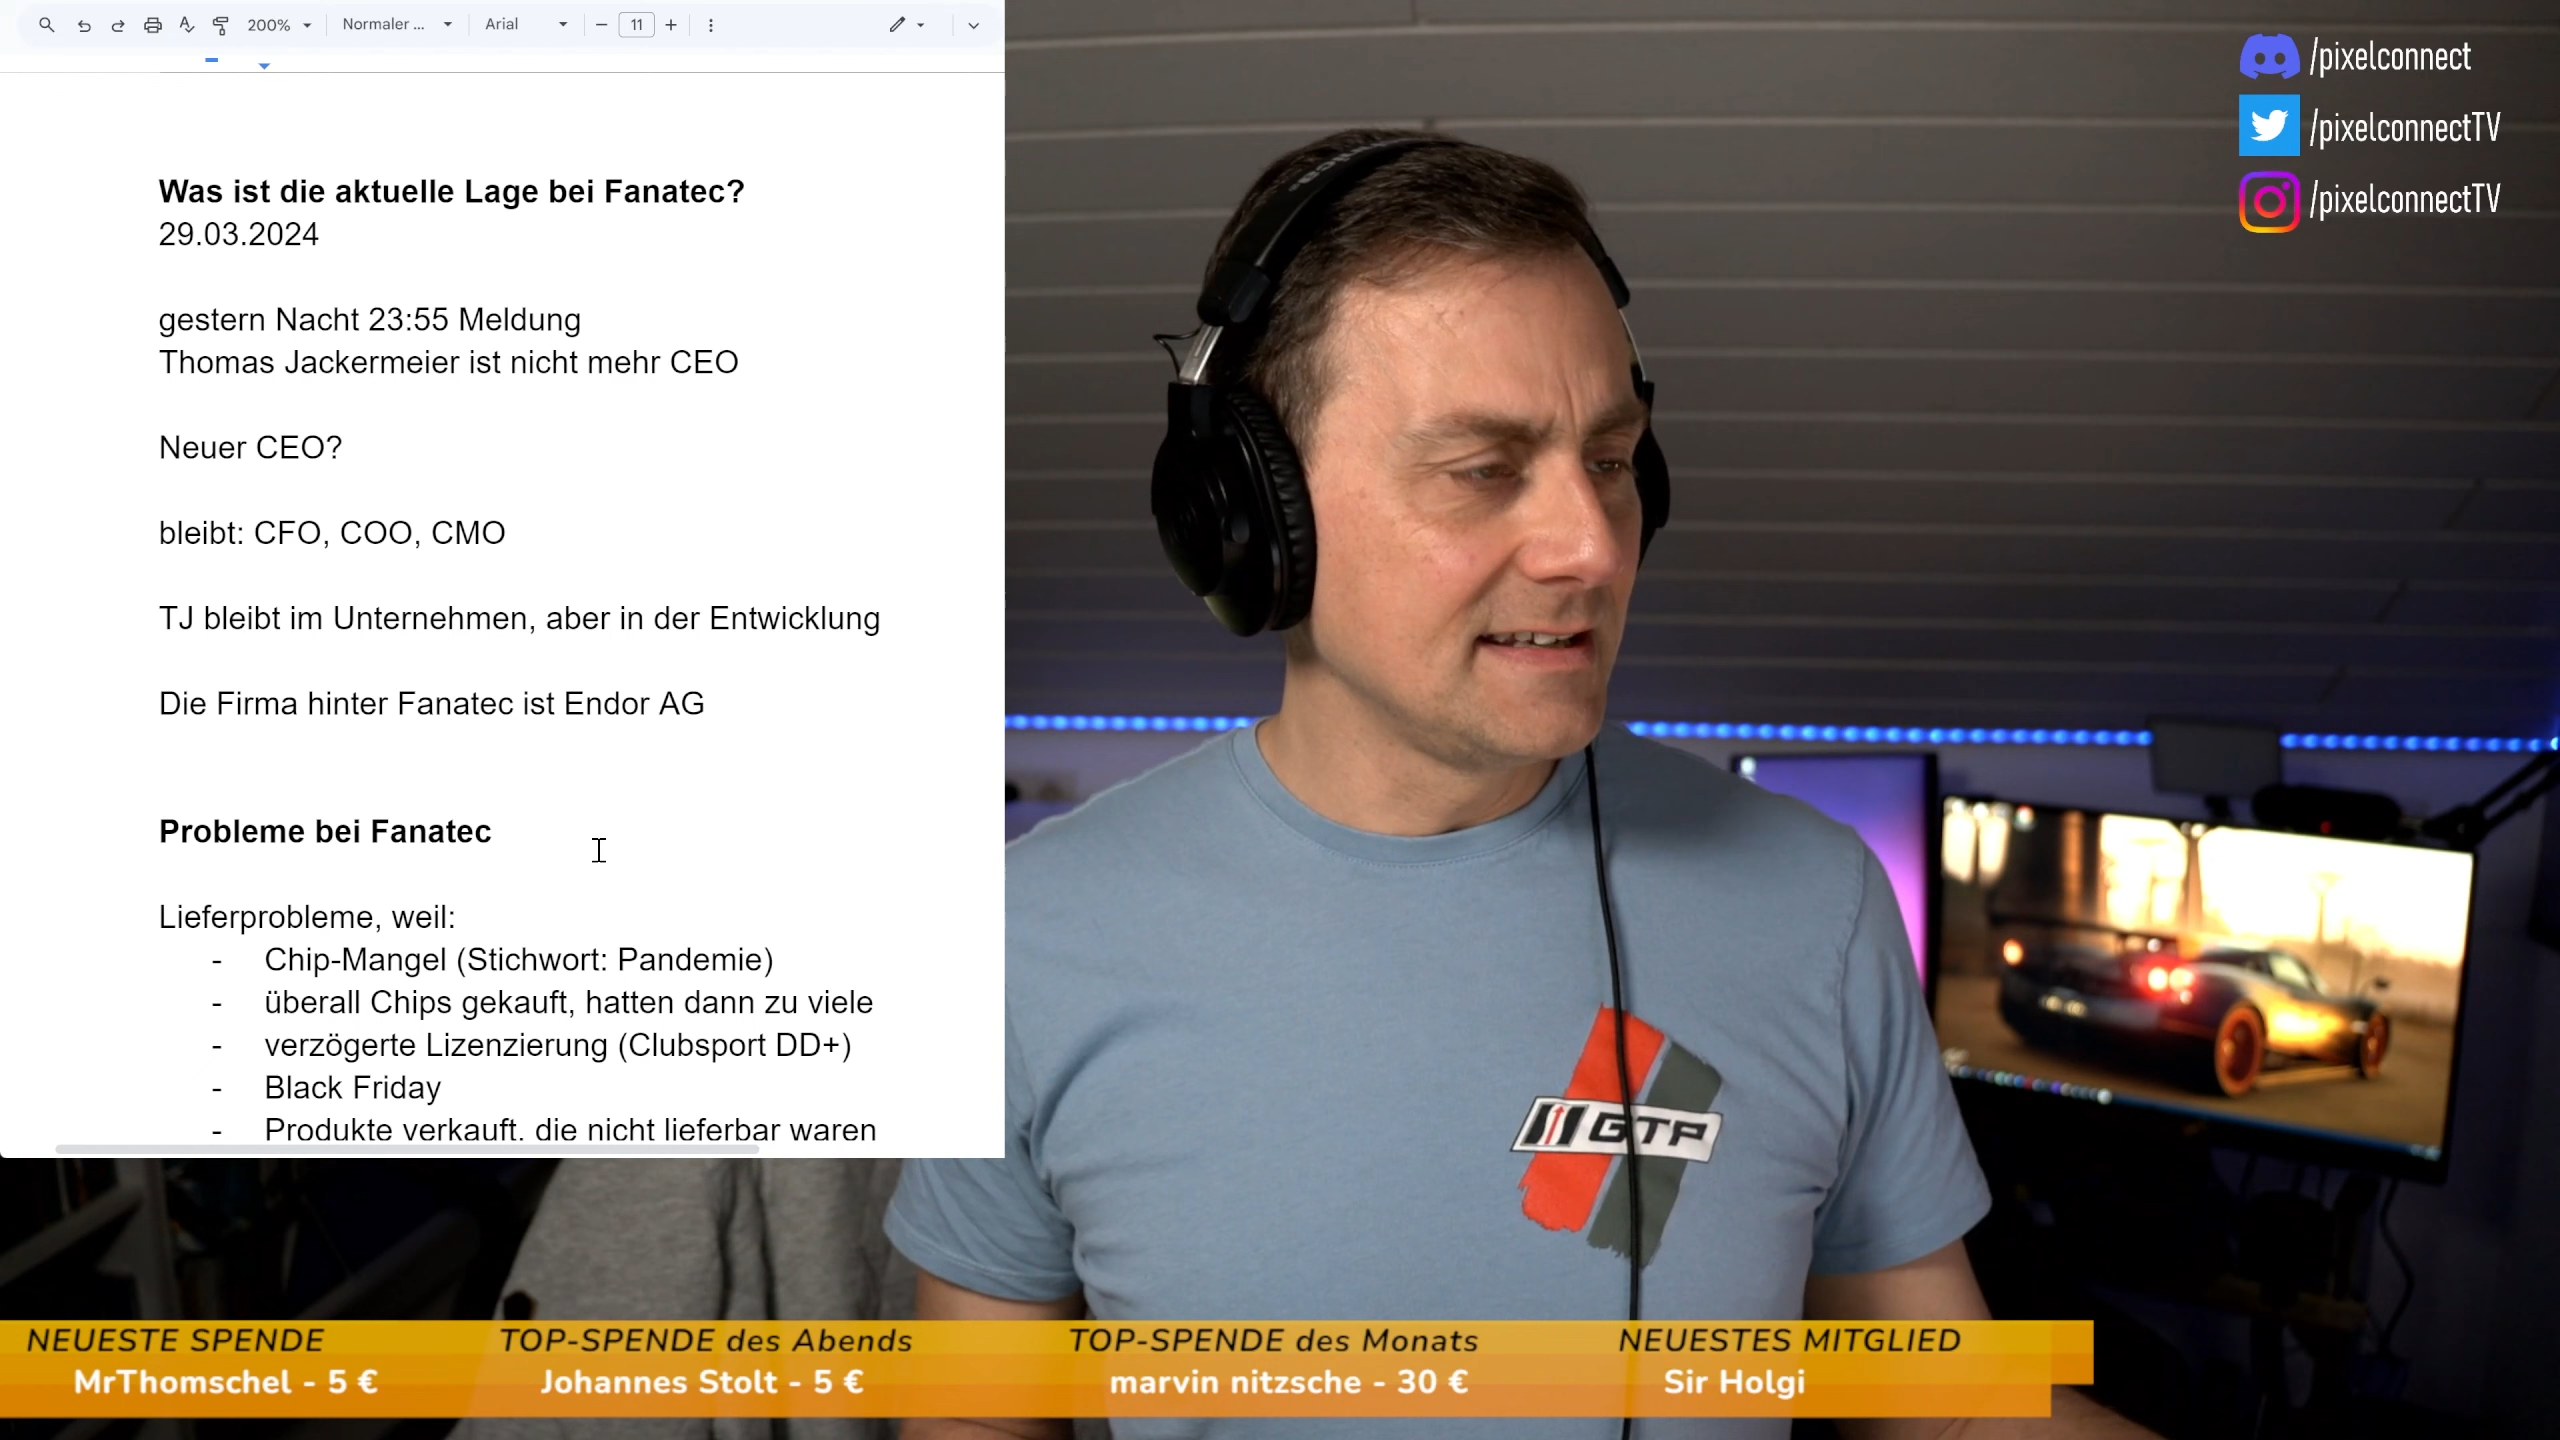 200%
Normaler ...
Arial
11
Was ist die aktuelle Lage bei Fanatec?
29.03.2024
gestern Nacht 23:55 Meldung
Thomas Jackermeier ist nicht mehr CEO
Neuer CEO?
bleibt: CFO, COO, CMO
TJ bleibt im Unternehmen, aber in der Entwicklung
Die Firma hinter Fanatec ist Endor AG
Probleme bei Fanatec
Lieferprobleme, weil:
- Chip-Mangel (Stichwort: Pandemie)
- überall Chips gekauft, hatten dann zu viele
- verzögerte Lizenzierung (Clubsport DD+)
- Black Friday
- Produkte verkauft, die nicht lieferbar waren
/pixelconnect
/pixelconnectTV
/pixelconnectTV
GTP
NEUESTE SPENDE
MrThomschel - 5 €
TOP-SPENDE des Abends
Johannes Stolt - 5 €
TOP-SPENDE des Monats
marvin nitzsche - 30 €
NEUESTES MITGLIED
Sir Holgi